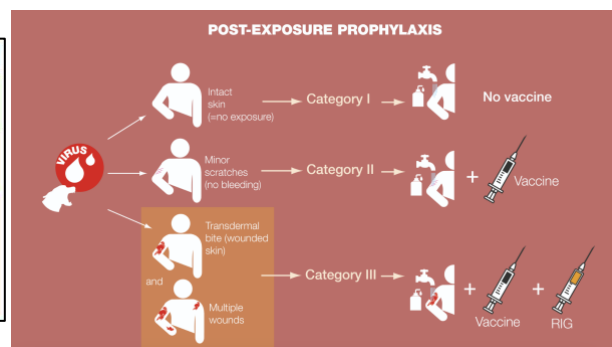 POST-EXPOSURE PROPHYLAXIS
VIRUS
Intact
skin
(=no exposure)
Category I
No vaccine
Minor
scratches
(no bleeding)
Category II
+
Vaccine
Transdermal
bite (wounded
skin)
and
Multiple
wounds
Category III
+
Vaccine
+
RIG